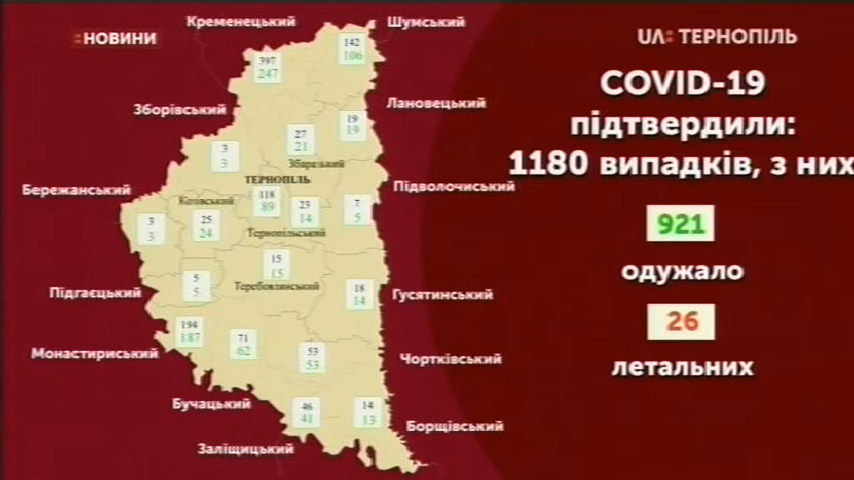 Кременецький
Шумський
:НОВИНИ
UA: ТЕРНОПІЛЬ
142
106
397
247
COVID-19
підтвердили:
1180 випадків, з них
Зборівський
Лановецький
19
19
27
21
3
3
Збаразький
ТЕРНОПІЛЬ
Бережанський
Підволочиський
118
89
Козівський
23
14
7
5
25
24
3
3
Тернопільський
921
одужало
15
15
Теребовлянський
5
5
18
14
Підгаєцький
Гусятинський
26
летальних
194
187
71
62
53
53
Монастириський
Чортківський
Бучацький
46
41
14
13
Борщівський
Заліщицький